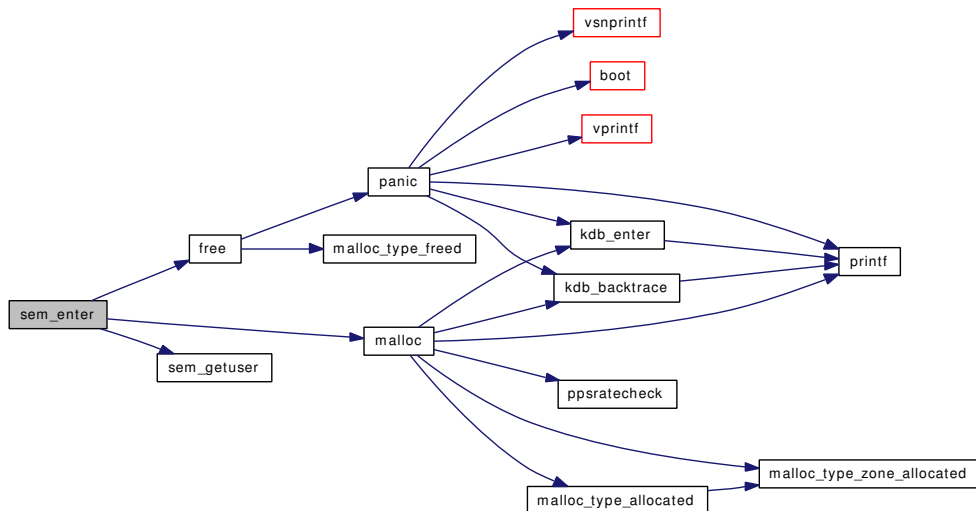 vsnprintf
boot
vprintf
panic
kdb_enter
free
malloc_type_freed
printf
kdb_backtrace
sem_enter
malloc
sem_getuser
ppsratecheck
malloc_type_zone_allocated
malloc_type_allocated